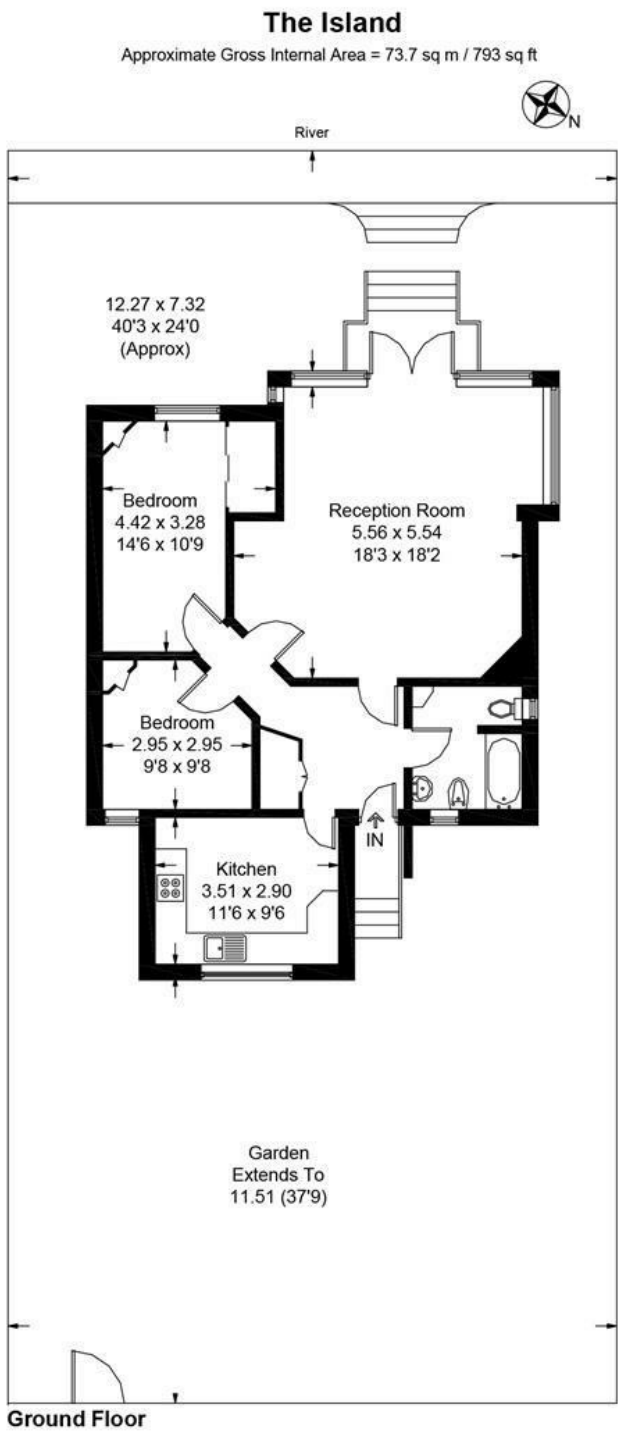 The Island
Approximate Gross Internal Area = 73.7 sq m / 793 sq ft
N
River
12.27 x 7.32
40'3 x 24'0
(Approx)
Bedroom
4.42 x 3.28
14'6 x 10'9
Reception Room
5.56 x 5.54
18'3 x 18'2
Bedroom
2.95 x 2.95
9'8 x 9'8
IN
Kitchen
3.51 x 2.90
11'6 x 9'6
Garden
Extends To
11.51 (37'9)
Ground Floor